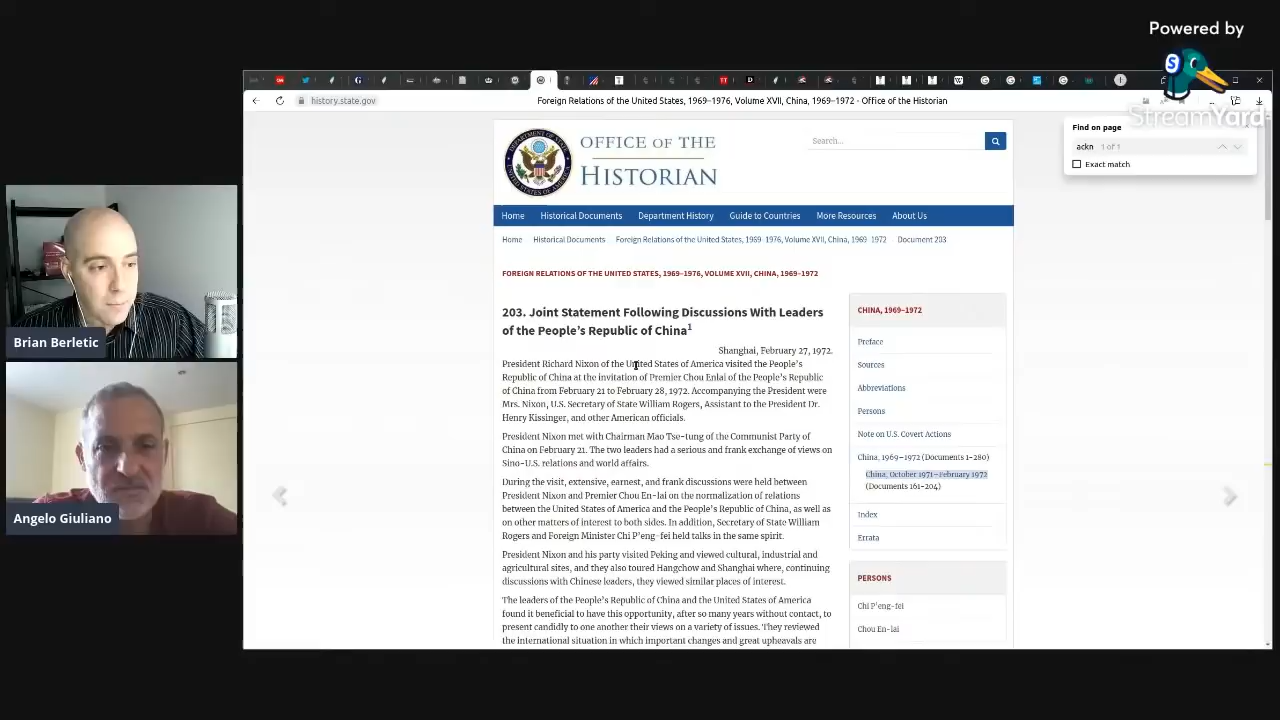 Powered by
StreamYard
history.state.gov
Foreign Relations of the United States, 1969–1976, Volume XVII, China, 1969–1972 - Office of the Historian
Find on page
ackn 1 of 1
Exact match
OFFICE OF THE
HISTORIAN
Search...
Home Historical Documents Department History Guide to Countries More Resources About Us
Home Historical Documents Foreign Relations of the United States, 1969–1976, Volume XVII, China, 1969–1972 Document 203
FOREIGN RELATIONS OF THE UNITED STATES, 1969–1976, VOLUME XVII, CHINA, 1969–1972
203. Joint Statement Following Discussions With Leaders
of the People’s Republic of China1
Shanghai, February 27, 1972.
President Richard Nixon of the United States of America visited the People’s
Republic of China at the invitation of Premier Chou Enlai of the People’s Republic
of China from February 21 to February 28, 1972. Accompanying the President were
Mrs. Nixon, U.S. Secretary of State William Rogers, Assistant to the President Dr.
Henry Kissinger, and other American officials.
President Nixon met with Chairman Mao Tse-tung of the Communist Party of
China on February 21. The two leaders had a serious and frank exchange of views on
Sino-U.S. relations and world affairs.
During the visit, extensive, earnest, and frank discussions were held between
President Nixon and Premier Chou En-lai on the normalization of relations
between the United States of America and the People’s Republic of China, as well as
on other matters of interest to both sides. In addition, Secretary of State William
Rogers and Foreign Minister Chi P’eng-fei held talks in the same spirit.
President Nixon and his party visited Peking and viewed cultural, industrial and
agricultural sites, and they also toured Hangchow and Shanghai where, continuing
discussions with Chinese leaders, they viewed similar places of interest.
The leaders of the People’s Republic of China and the United States of America
found it beneficial to have this opportunity, after so many years without contact, to
present candidly to one another their views on a variety of issues. They reviewed
the international situation in which important changes and great upheavals are
CHINA, 1969–1972
Preface
Sources
Abbreviations
Persons
Note on U.S. Covert Actions
China, 1969–1972 (Documents 1-280)
China, October 1971–February 1972
(Documents 161-204)
Index
Errata
PERSONS
Chi P’eng-fei
Chou En-lai
Brian Berletic
Angelo Giuliano